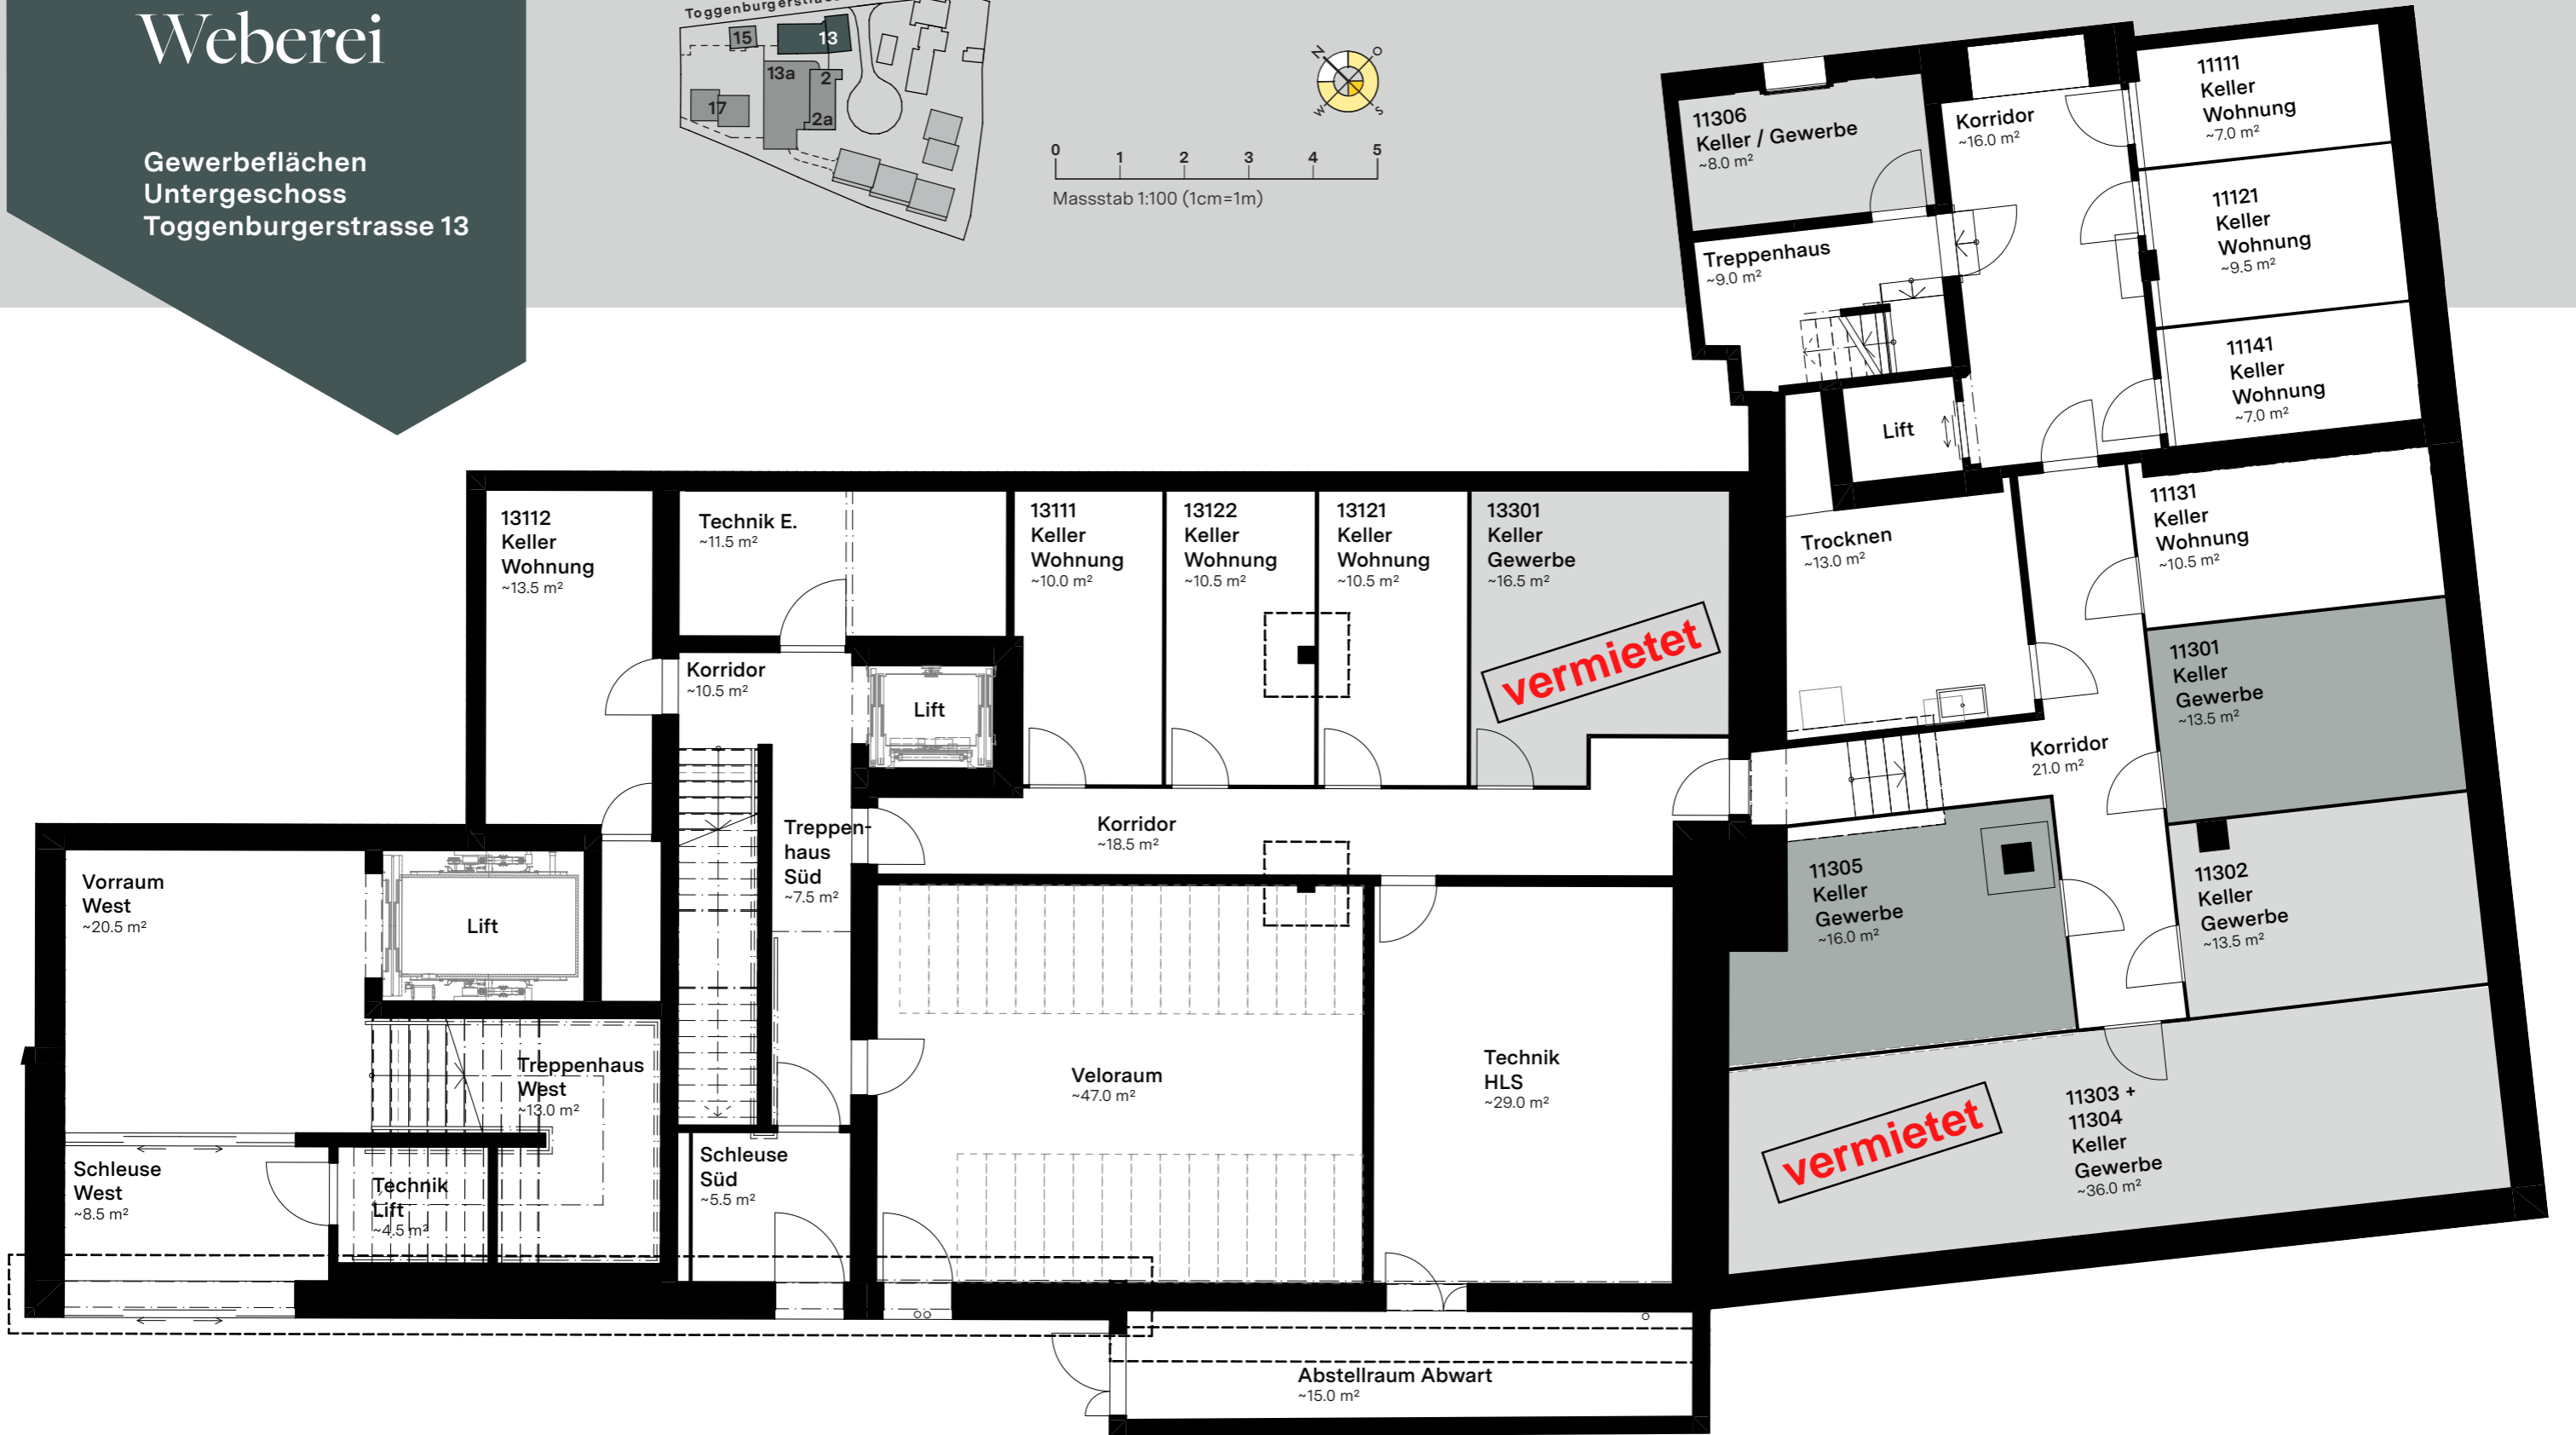 Weberei
Gewerbeflächen
Untergeschoss
Toggenburgerstrasse 13
15
13
13a
2
17
2a
N
O
W
S
0 1 2 3 4 5
Massstab 1:100 (1cm=1m)
11306
Keller / Gewerbe
~8.0 m²
Korridor
~16.0 m²
11111
Keller
Wohnung
~7.0 m²
11121
Keller
Wohnung
~9.5 m²
Treppenhaus
~9.0 m²
11141
Keller
Wohnung
~7.0 m²
Lift
13112
Keller
Wohnung
~13.5 m²
Technik E.
~11.5 m²
13111
Keller
Wohnung
~10.0 m²
13122
Keller
Wohnung
~10.5 m²
13121
Keller
Wohnung
~10.5 m²
13301
Keller
Gewerbe
~16.5 m²
vermietet
Trocknen
~13.0 m²
11131
Keller
Wohnung
~10.5 m²
Korridor
~10.5 m²
Lift
11301
Keller
Gewerbe
~13.5 m²
Korridor
21.0 m²
Treppen-
haus
Süd
~7.5 m²
Korridor
~18.5 m²
Vorraum
West
~20.5 m²
Lift
11305
Keller
Gewerbe
~16.0 m²
11302
Keller
Gewerbe
~13.5 m²
Treppenhaus
West
~13.0 m²
Veloraum
~47.0 m²
Technik
HLS
~29.0 m²
vermietet
11303 +
11304
Keller
Gewerbe
~36.0 m²
Schleuse
West
~8.5 m²
Technik
Lift
~4.5 m²
Schleuse
Süd
~5.5 m²
Abstellraum Abwart
~15.0 m²